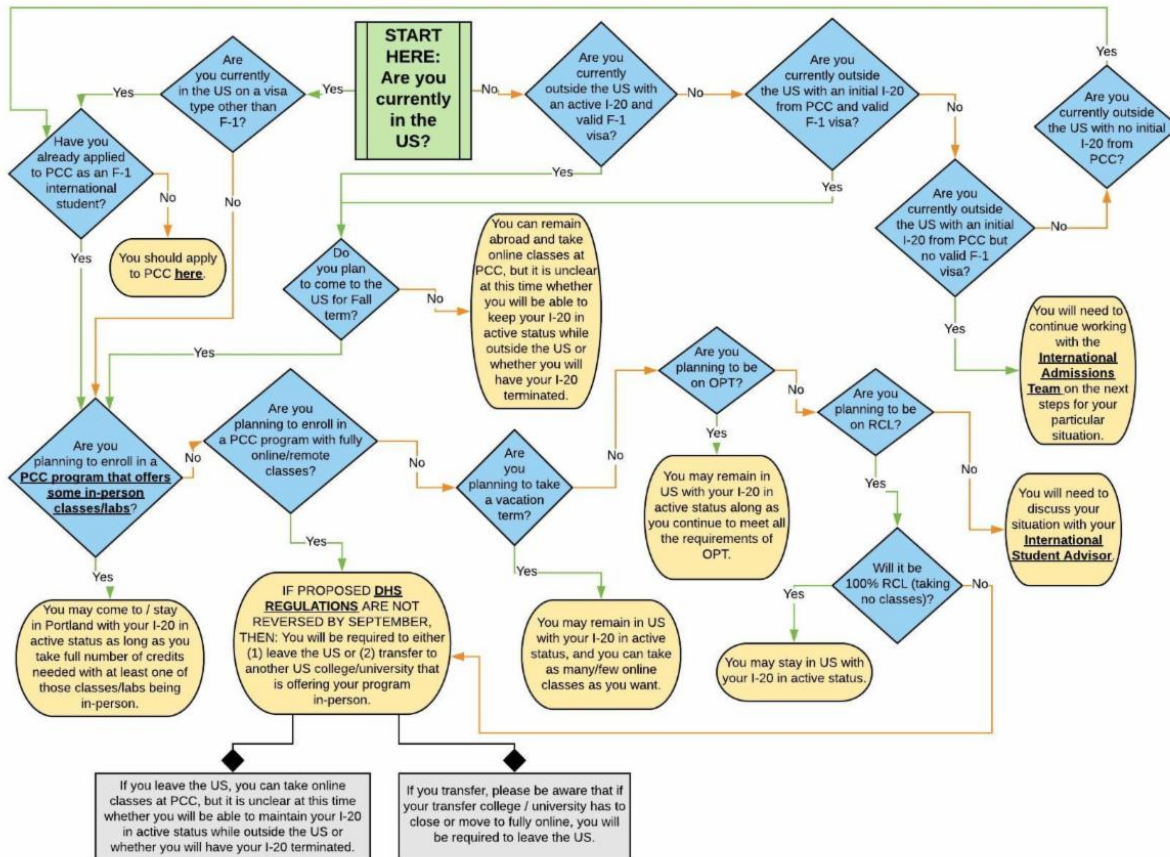 START
HERE:
Are you
currently
in the
US?
Yes
No
Are
you currently
in the US on a visa
type other than
F-1?
Yes
No
Have you
already applied
to PCC as an F-1
international
student?
No
Yes
You should apply
to PCC here.
Are you
currently
outside the US with
an active I-20 and
valid F-1
visa?
No
Yes
Are you
currently outside
the US with an initial I-20
from PCC and valid
F-1 visa?
No
Yes
Are you
currently outside
the US with an initial
I-20 from PCC but
no valid F-1
visa?
No
Yes
Are you
currently outside
the US with no initial
I-20 from
PCC?
Yes
You will need to
continue working
with the
International
Admissions
Team on the next
steps for your
particular
situation.
Do
you plan
to come to the
US for Fall
term?
No
Yes
You can remain
abroad and take
online classes at
PCC, but it is unclear
at this time whether
you will be able to
keep your I-20 in
active status while
outside the US or
whether you will
have your I-20
terminated.
Are you
planning to enroll in a
PCC program that offers
some in-person
classes/labs?
No
Yes
You may come to / stay
in Portland with your I-20 in
active status as long as you
take full number of credits
needed with at least one of
those classes/labs being
in-person.
Are you
planning to enroll in
a PCC program with fully
online/remote
classes?
No
Yes
IF PROPOSED DHS
REGULATIONS ARE NOT
REVERSED BY SEPTEMBER,
THEN: You will be required to either
(1) leave the US or (2) transfer to
another US college/university that
is offering your program
in-person.
If you leave the US, you can take online
classes at PCC, but it is unclear at this time
whether you will be able to maintain your I-20
in active status while outside the US or
whether you will have your I-20 terminated.
If you transfer, please be aware that if
your transfer college / university has to
close or move to fully online, you will
be required to leave the US.
Are
you
planning to take
a vacation
term?
No
Yes
You may remain in US
with your I-20 in active
status, and you can take
as many/few online
classes as you want.
Are you
planning to be
on OPT?
No
Yes
You may remain in
US with your I-20 in
active status along as
you continue to meet all
the requirements of
OPT.
Are you
planning to be
on RCL?
No
Yes
You will need to
discuss your
situation with your
International
Student Advisor.
Will it be
100% RCL (taking
no classes)?
No
Yes
You may stay in US with
your I-20 in active status.